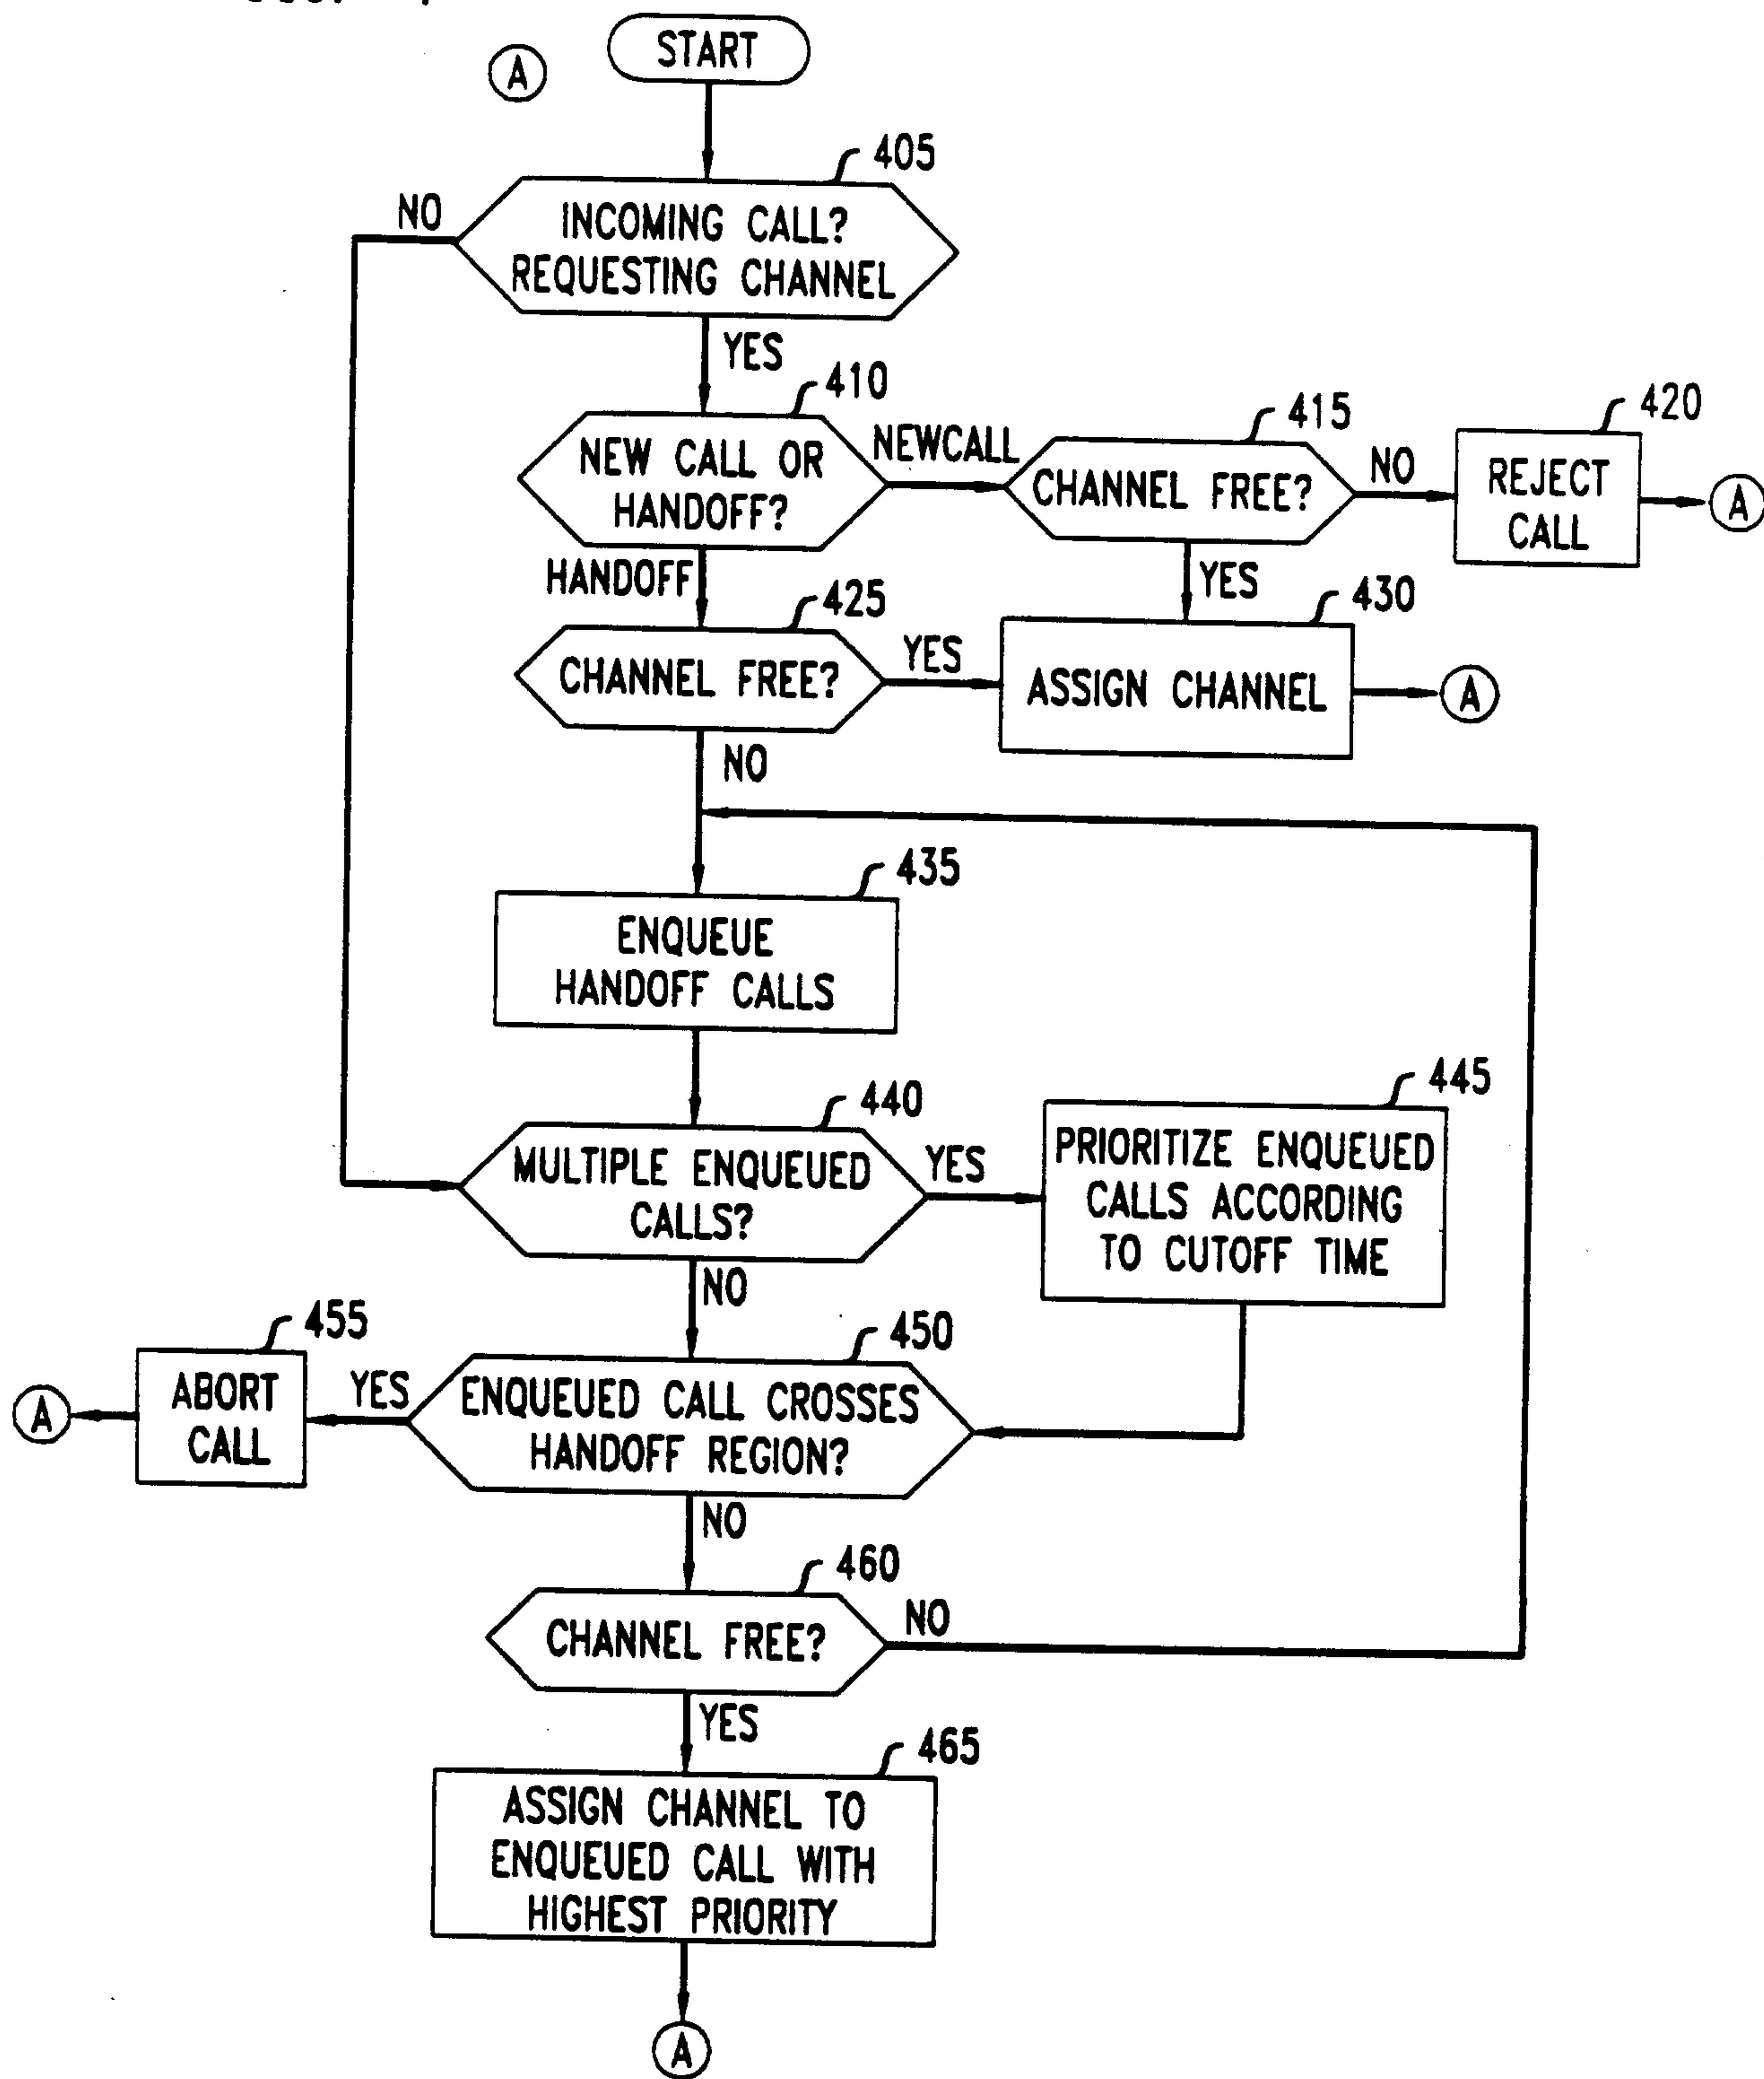 START
A
405
NO
INCOMING CALL?
REQUESTING CHANNEL
YES
410
NEW CALL OR
HANDOFF?
NEWCALL
415
CHANNEL FREE?
NO
420
REJECT
CALL
A
HANDOFF
YES
425
CHANNEL FREE?
YES
430
ASSIGN CHANNEL
A
NO
435
ENQUEUE
HANDOFF CALLS
440
MULTIPLE ENQUEUED
CALLS?
YES
445
PRIORITIZE ENQUEUED
CALLS ACCORDING
TO CUTOFF TIME
NO
450
ENQUEUED CALL CROSSES
HANDOFF REGION?
YES
455
ABORT
CALL
A
NO
460
CHANNEL FREE?
NO
YES
465
ASSIGN CHANNEL TO
ENQUEUED CALL WITH
HIGHEST PRIORITY
A